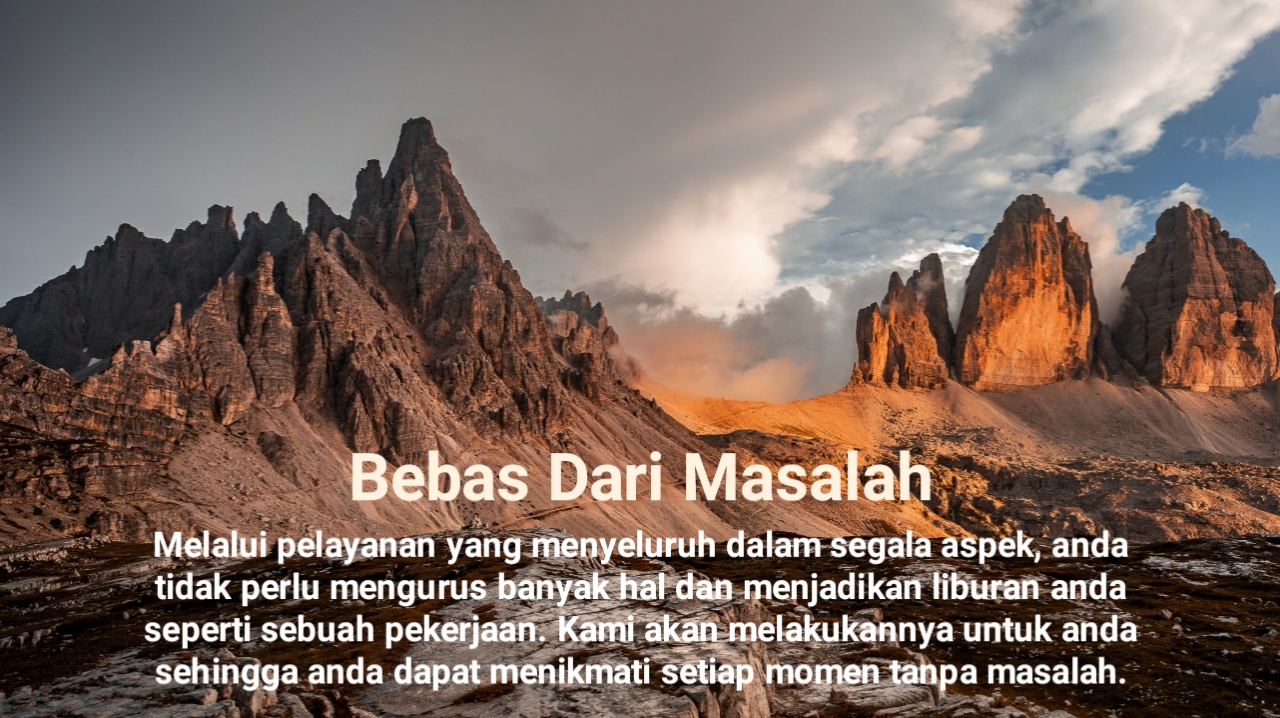 Bebas Dari Masalah
Melalui pelayanan yang menyeluruh dalam segala aspek, anda
tidak perlu mengurus banyak hal dan menjadikan liburan anda
seperti sebuah pekerjaan. Kami akan melakukannya untuk anda
sehingga anda dapat menikmati setiap momen tanpa masalah.